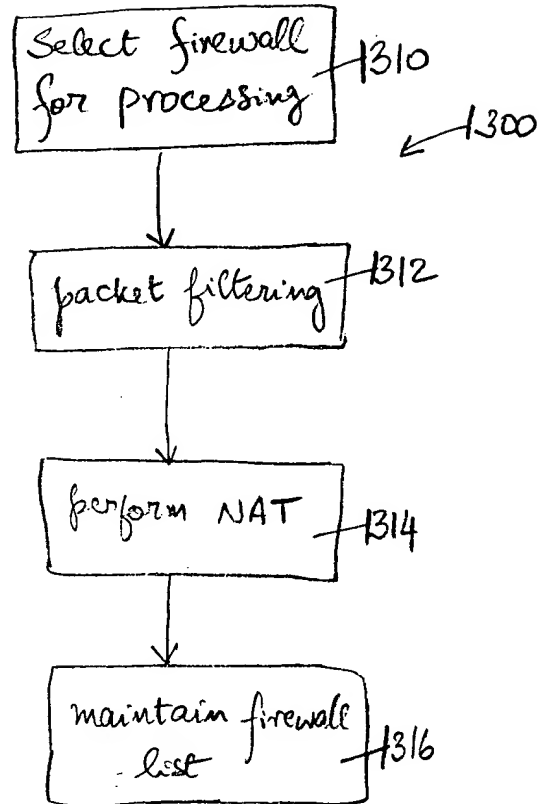 Select firewall
for processing
1310
1300
packet filtering
1312
perform NAT
1314
maintain firewall
list
1316